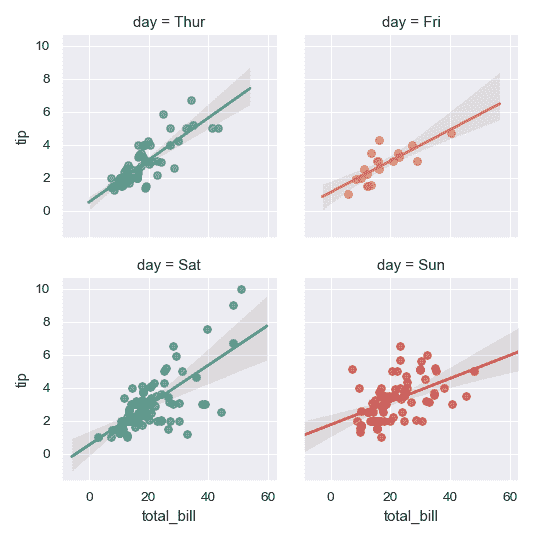 day = Thur
day = Fri
10
8
6
4
2
0
tip
day = Sat
day = Sun
10
8
6
4
2
0
tip
0 20 40 60
0 20 40 60
total_bill
total_bill